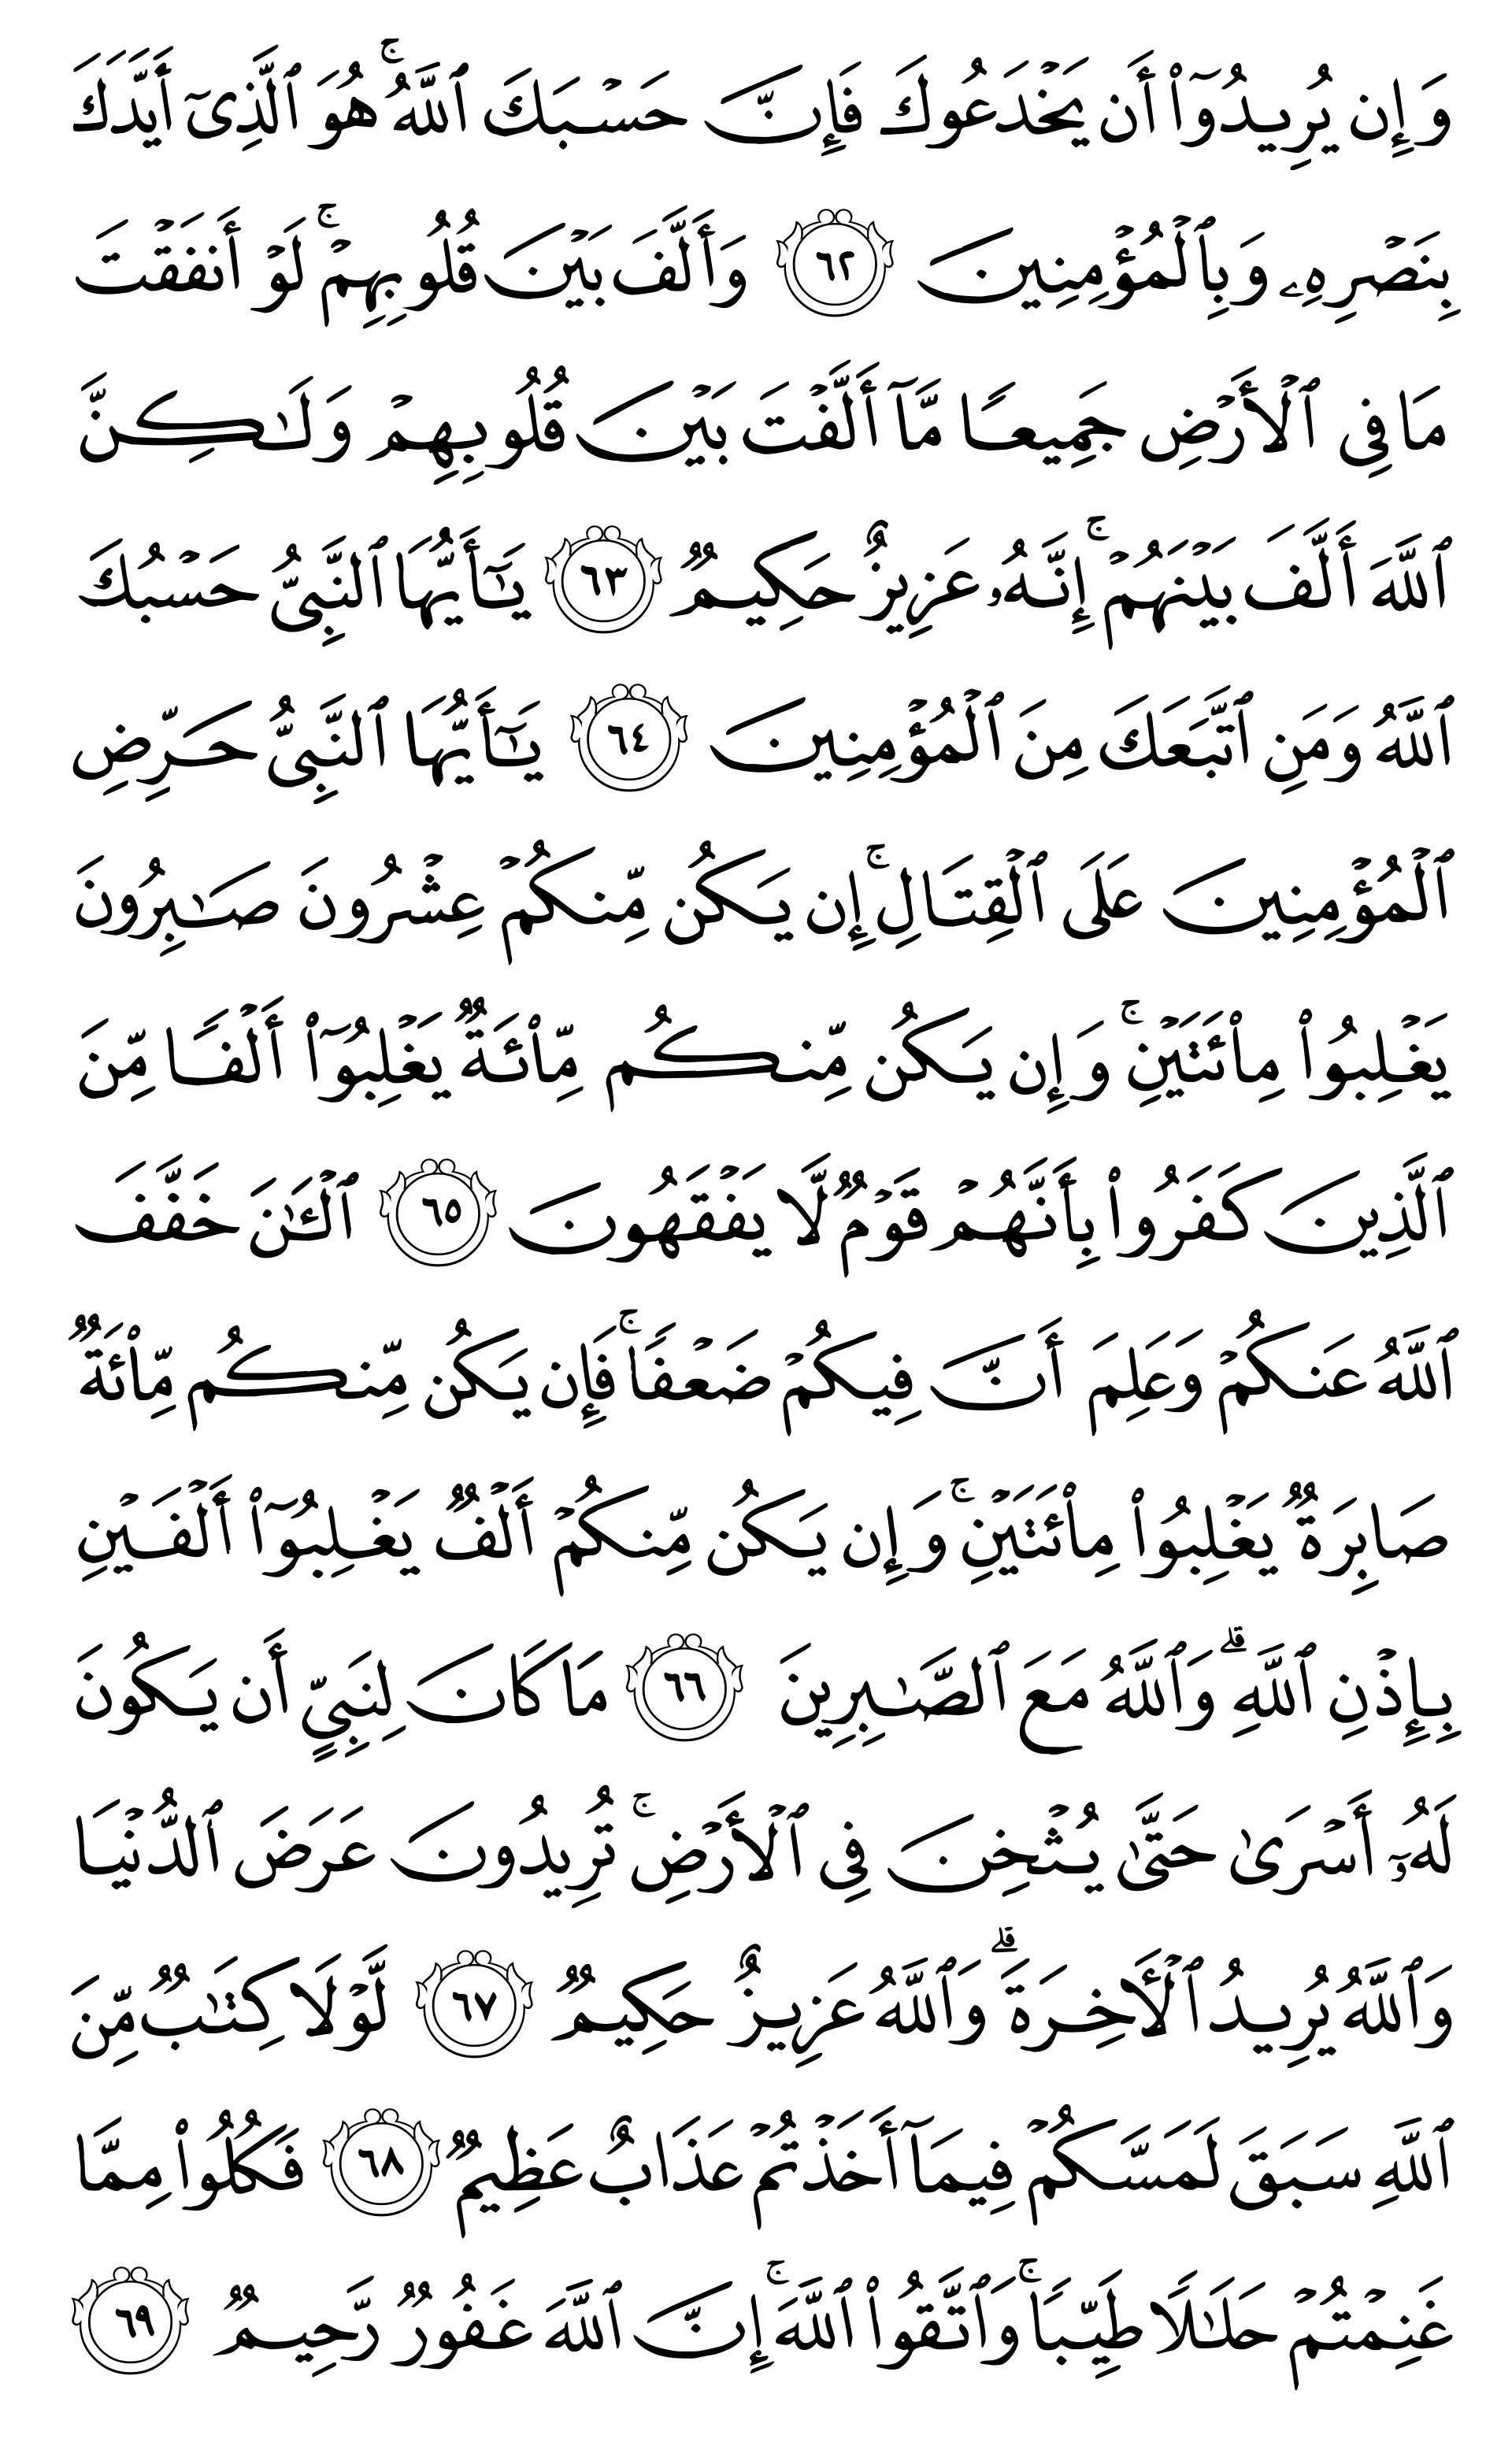 وَإِن يُرِيدُوٓا۟ أَن يَخۡدَعُوكَ فَإِنَّ حَسۡبَكَ ٱللَّهُۚ هُوَ ٱلَّذِىٓ أَيَّدَكَ
بِنَصۡرِهِۦ وَبِٱلۡمُؤۡمِنِينَ ٦٢ وَأَلَّفَ بَيۡنَ قُلُوبِهِمۡۚ لَوۡ أَنفَقۡتَ
مَا فِى ٱلۡأَرۡضِ جَمِيعًا مَّآ أَلَّفۡتَ بَيۡنَ قُلُوبِهِمۡ وَلَـٰكِنَّ
ٱللَّهَ أَلَّفَ بَيۡنَهُمۡۚ إِنَّهُۥ عَزِيزٌ حَكِيمٌ ٦٣ يَـٰٓأَيُّهَا ٱلنَّبِىُّ حَسۡبُكَ
ٱللَّهُ وَمَنِ ٱتَّبَعَكَ مِنَ ٱلۡمُؤۡمِنِينَ ٦٤ يَـٰٓأَيُّهَا ٱلنَّبِىُّ حَرِّضِ
ٱلۡمُؤۡمِنِينَ عَلَى ٱلۡقِتَالِۚ إِن يَكُن مِّنكُمۡ عِشۡرُونَ صَـٰبِرُونَ
يَغۡلِبُوا۟ مِا۟ئَتَيۡنِۚ وَإِن يَكُن مِّنكُم مِّا۟ئَةٌ يَغۡلِبُوٓا۟ أَلۡفًا مِّنَ
ٱلَّذِينَ كَفَرُوا۟ بِأَنَّهُمۡ قَوۡمٌ لَّا يَفۡقَهُونَ ٦٥ ٱلۡـَٔـٰنَ خَفَّفَ
ٱللَّهُ عَنكُمۡ وَعَلِمَ أَنَّ فِيكُمۡ ضَعۡفًاۚ فَإِن يَكُن مِّنكُم مِّا۟ئَةٌ
صَابِرَةٌ يَغۡلِبُوا۟ مِا۟ئَتَيۡنِۚ وَإِن يَكُن مِّنكُمۡ أَلۡفٌ يَغۡلِبُوٓا۟ أَلۡفَيۡنِ
بِإِذۡنِ ٱللَّهِۗ وَٱللَّهُ مَعَ ٱلصَّـٰبِرِينَ ٦٦ مَا كَانَ لِنَبِىٍّ أَن يَكُونَ
لَهُۥٓ أَسۡرَىٰ حَتَّىٰ يُثۡخِنَ فِى ٱلۡأَرۡضِۚ تُرِيدُونَ عَرَضَ ٱلدُّنۡيَا
وَٱللَّهُ يُرِيدُ ٱلۡأَخِرَةَۗ وَٱللَّهُ عَزِيزٌ حَكِيمٌ ٦٧ لَّوۡلَا كِتَـٰبٌ مِّنَ
ٱللَّهِ سَبَقَ لَمَسَّكُمۡ فِيمَآ أَخَذۡتُمۡ عَذَابٌ عَظِيمٌ ٦٨ فَكُلُوا۟ مِمَّا
غَنِمۡتُمۡ حَلَـٰلًا طَيِّبًاۚ وَٱتَّقُوا۟ ٱللَّهَۚ إِنَّ ٱللَّهَ غَفُورٌ رَّحِيمٌ ٦٩